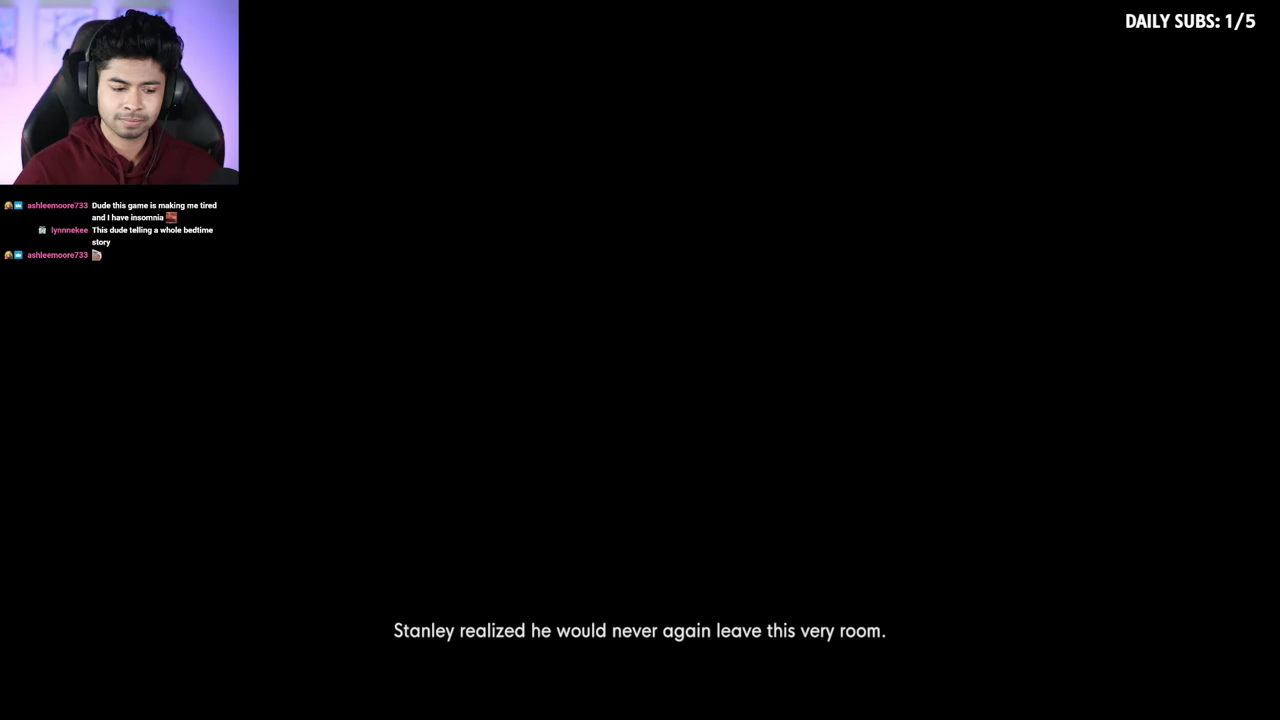 DAILY SUBS: 1/5
ashleemoore733 Dude this game is making me tired
and I have insomnia
lynnnekee This dude telling a whole bedtime
story
ashleemoore733
Stanley realized he would never again leave this very room.